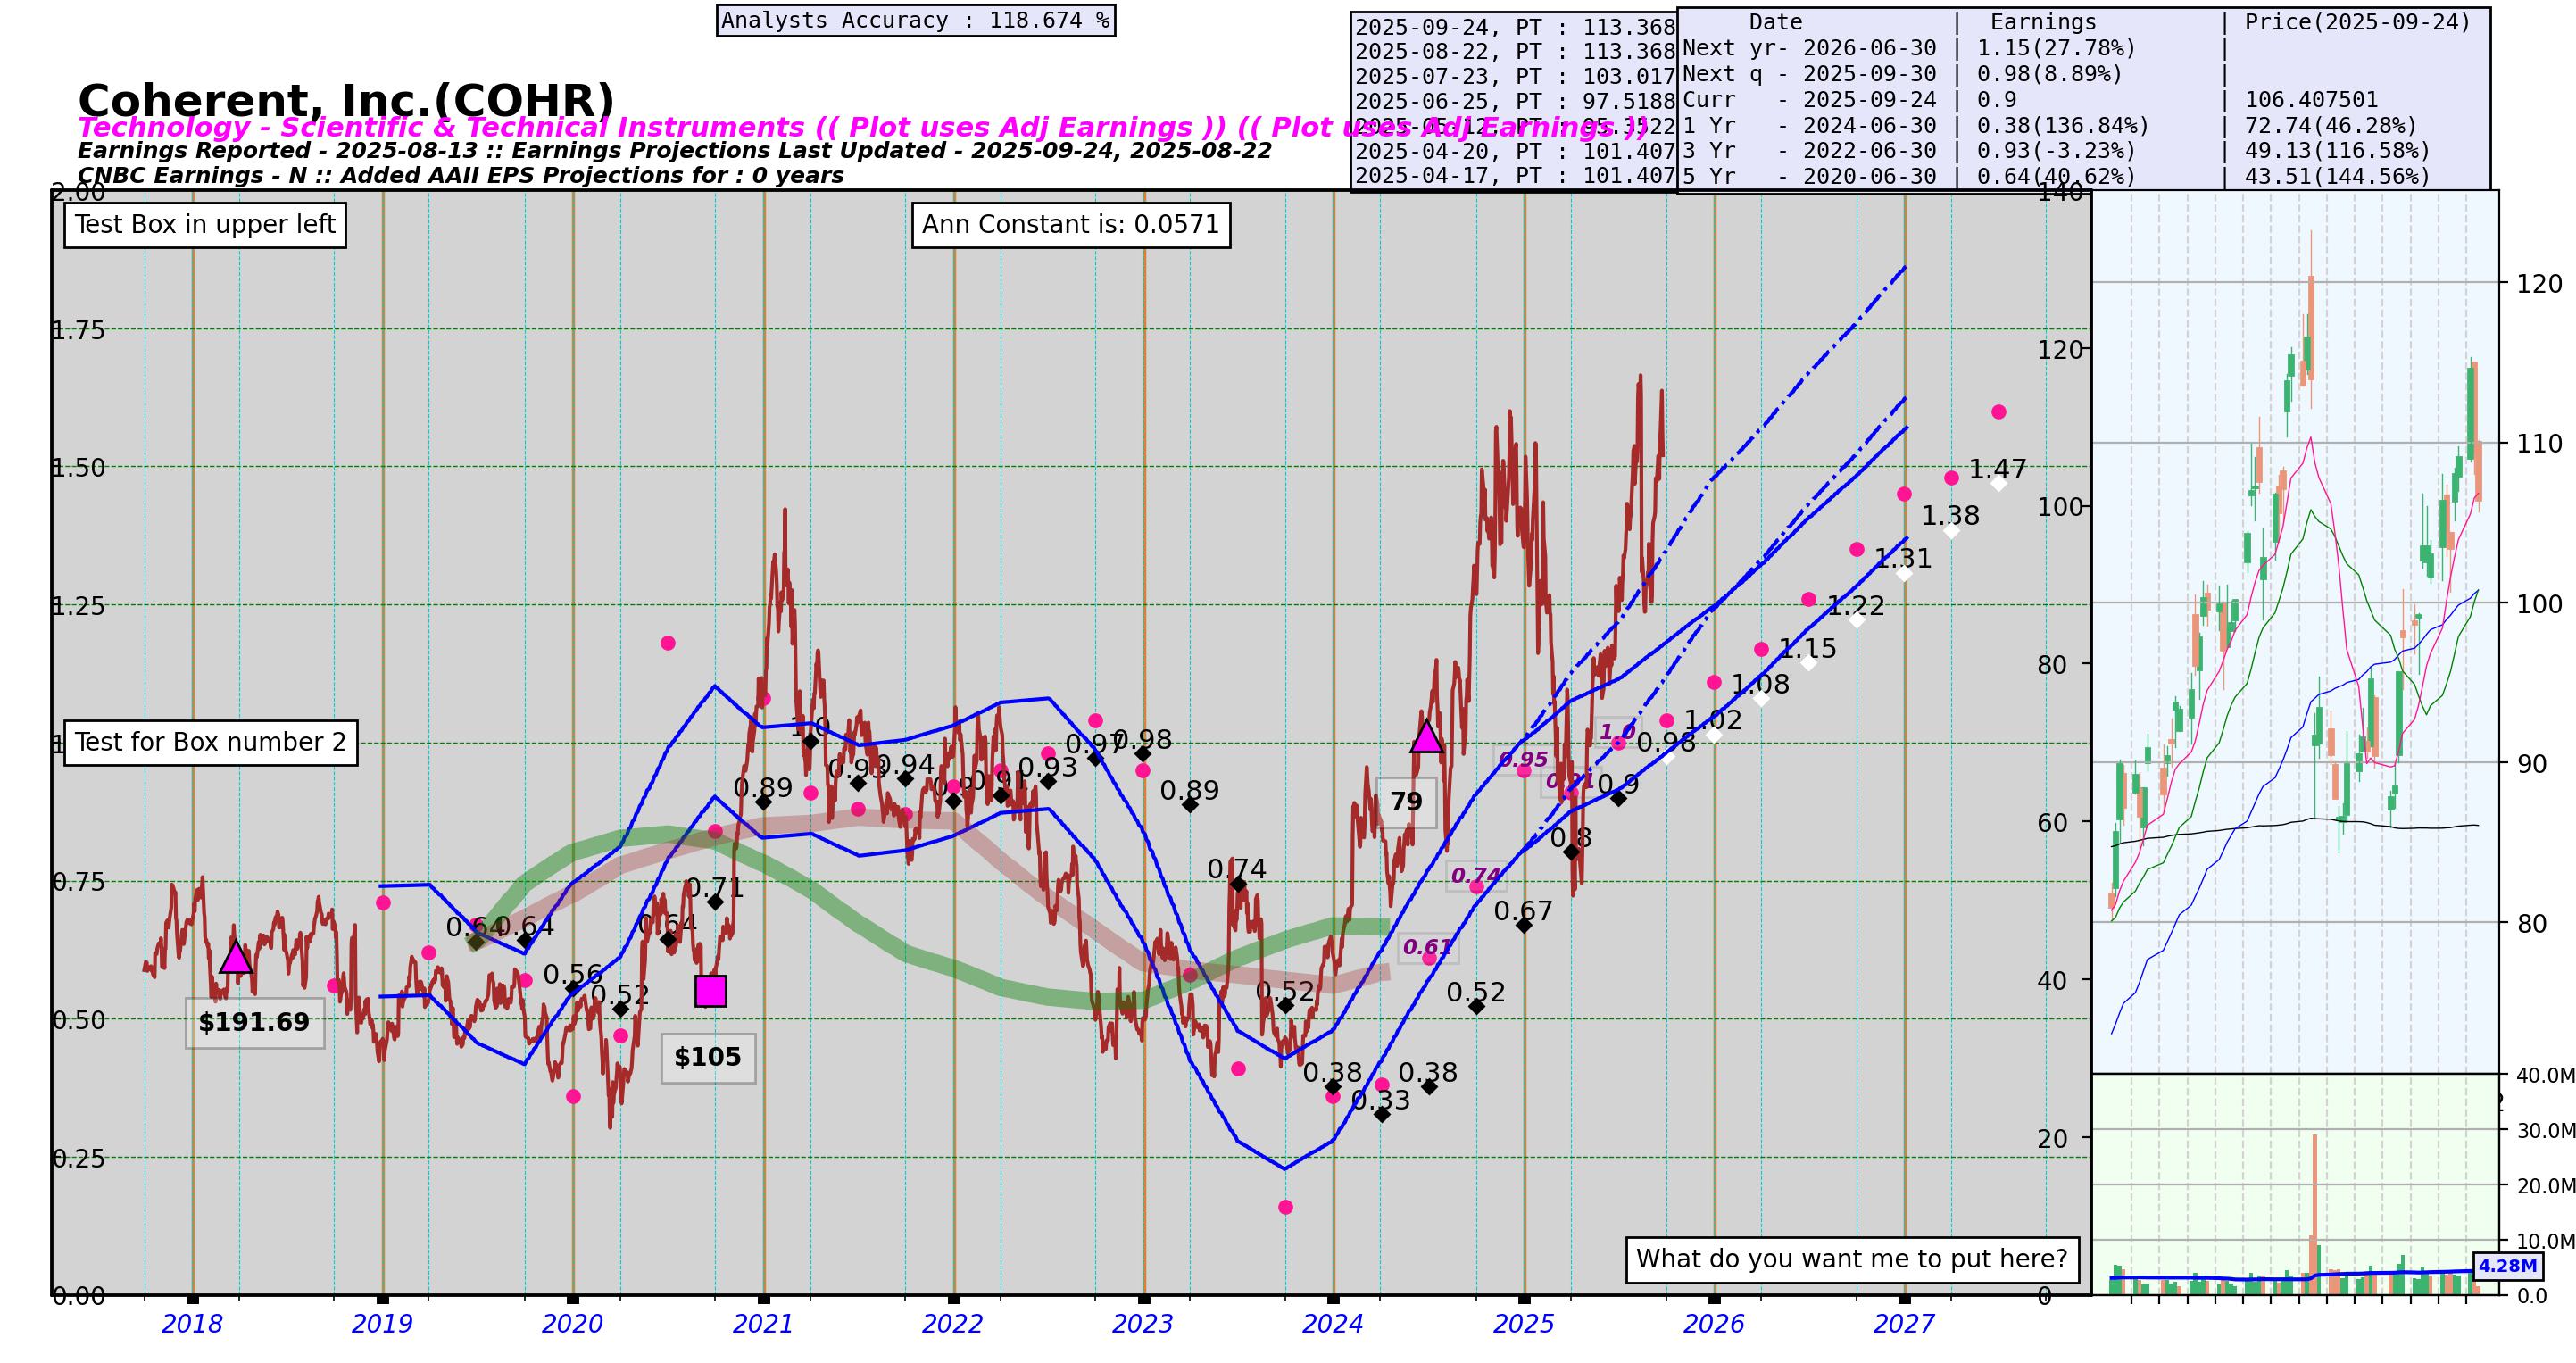 Analysts Accuracy : 118.674 %
2025-09-24, PT : 113.368
2025-08-22, PT : 113.368
2025-07-23, PT : 103.017
2025-06-25, PT : 97.5188
PT : 95.3522
2025-04-20, PT : 101.407
2025-04-17, PT : 101.407
Date | Earnings | Price(2025-09-24)
Next yr- 2026-06-30 | 1.15(27.78%) |
Next q - 2025-09-30 | 0.98(8.89%) |
Curr - 2025-09-24 | 0.9 | 106.407501
1 Yr - 2024-06-30 | 0.38(136.84%) | 72.74(46.28%)
3 Yr - 2022-06-30 | 0.93(-3.23%) | 49.13(116.58%)
5 Yr - 2020-06-30 | 0.64(40.62%) | 43.51(144.56%)
Coherent, Inc.(COHR)
Technology - Scientific & Technical Instruments (( Plot uses Adj Earnings )) (( Plot uses Adj Earnings ))
Earnings Reported - 2025-08-13 :: Earnings Projections Last Updated - 2025-09-24, 2025-08-22
CNBC Earnings - N :: Added AAII EPS Projections for : 0 years
2.00
1.75
1.50
1.25
0.75
0.50
0.25
0.00
Test Box in upper left
Ann Constant is: 0.0571
Test for Box number 2
What do you want me to put here?
$191.69
$105
79
0.64
0.64
0.56
0.52
0.64
0.71
0.89
1.0
0.93
0.94
0.93
0.97
0.98
0.89
0.74
0.52
0.38
0.33
0.38
0.52
0.67
0.8
0.9
0.98
1.02
1.08
1.15
1.22
1.31
1.38
1.47
0.61
0.74
0.95
0.91
1.0
140
120
100
80
60
40
20
0
120
110
100
90
80
40.0M
30.0M
20.0M
10.0M
4.28M
0.0
2018
2019
2020
2021
2022
2023
2024
2025
2026
2027